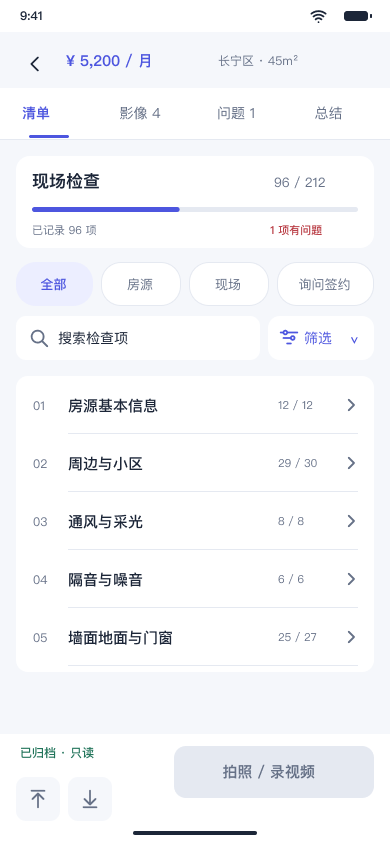 9:41
¥ 5,200 / 月
长宁区 · 45m²
清单
影像 4
问题 1
总结
现场检查
96 / 212
已记录 96 项
1 项有问题
全部
房源
现场
询问签约
搜索检查项
筛选
01 房源基本信息 12 / 12
02 周边与小区 29 / 30
03 通风与采光 8 / 8
04 隔音与噪音 6 / 6
05 墙面地面与门窗 25 / 27
已归档 · 只读
拍照 / 录视频